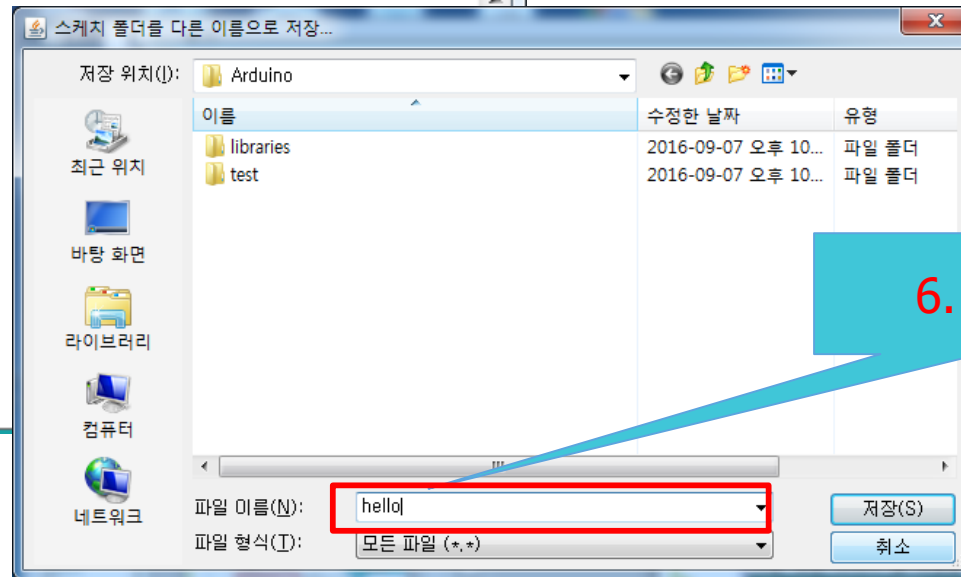 스케치 폴더를 다른 이름으로 저장...
저장 위치(I): Arduino
이름 수정한 날짜 유형
libraries 2016-09-07 오후 10... 파일 폴더
test 2016-09-07 오후 10... 파일 폴더
최근 위치
바탕 화면
라이브러리
컴퓨터
네트워크
6.
파일 이름(N): hello 저장(S)
파일 형식(T): 모든 파일 (*.*) 취소